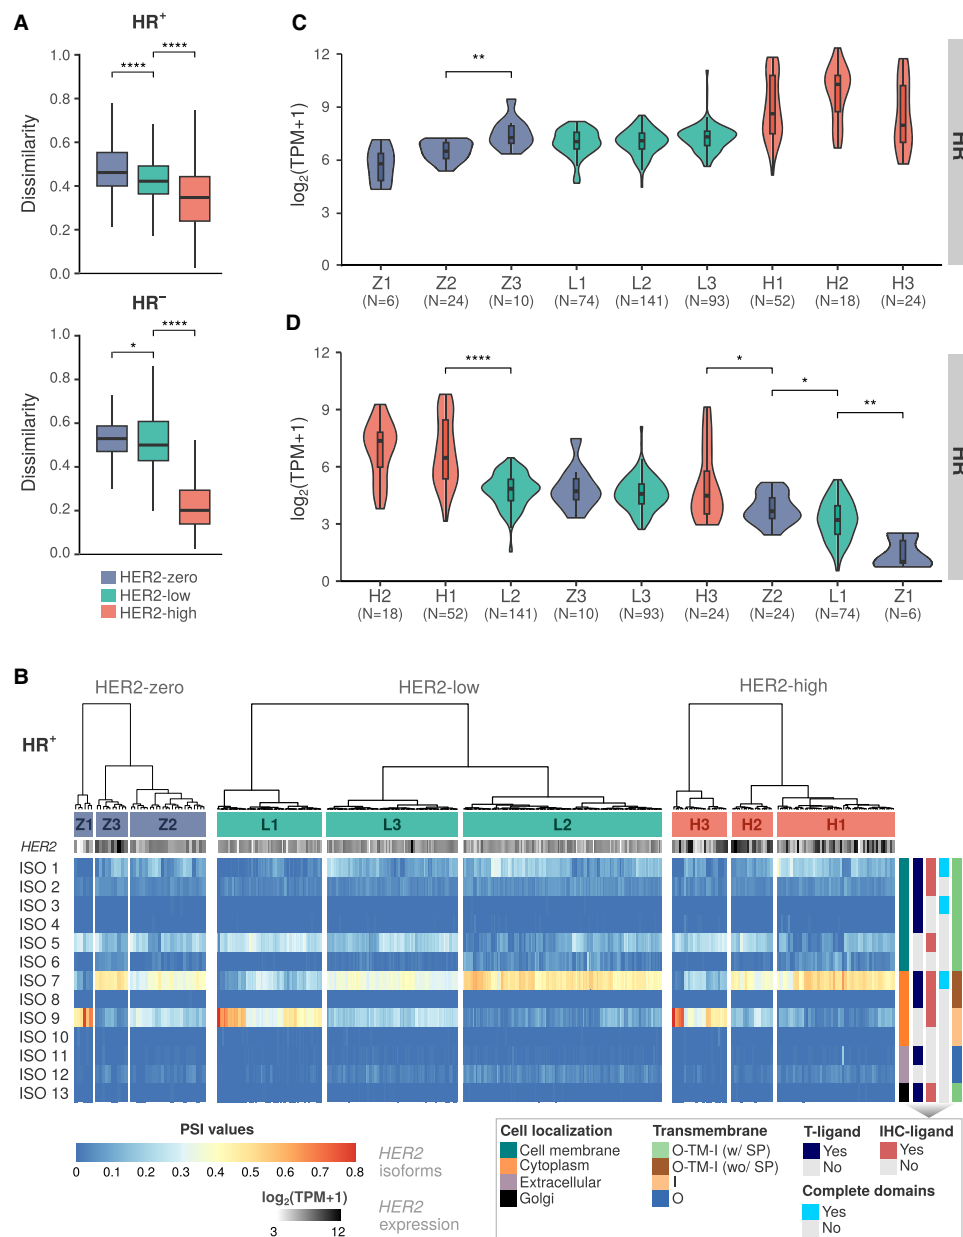 A
HR+
1.0
0.8
0.6
0.4
0.2
0.0
Dissimilarity
****
****
HR−
1.0
0.8
0.6
0.4
0.2
0.0
Dissimilarity
*
****
HER2-zero
HER2-low
HER2-high
C
12
9
6
3
0
log2(TPM+1)
**
Z1 Z2 Z3 L1 L2 L3 H1 H2 H3
(N=6) (N=24) (N=10) (N=74) (N=141) (N=93) (N=52) (N=18) (N=24)
HR
D
12
9
6
3
0
log2(TPM+1)
**** * * **
H2 H1 L2 Z3 L3 H3 Z2 L1 Z1
(N=18) (N=52) (N=141) (N=10) (N=93) (N=24) (N=24) (N=74) (N=6)
HR
B
HER2-zero HER2-low HER2-high
HR+
Z1 Z3 Z2 L1 L3 L2 H3 H2 H1
HER2
ISO 1
ISO 2
ISO 3
ISO 4
ISO 5
ISO 6
ISO 7
ISO 8
ISO 9
ISO 10
ISO 11
ISO 12
ISO 13
PSI values
0 0.1 0.2 0.3 0.4 0.5 0.6 0.7 0.8
HER2
isoforms
log2(TPM+1)
3 12
HER2
expression
Cell localization
Cell membrane
Cytoplasm
Extracellular
Golgi
Transmembrane
O-TM-I (w/ SP)
O-TM-I (wo/ SP)
I
O
T-ligand
Yes
No
IHC-ligand
Yes
No
Complete domains
Yes
No